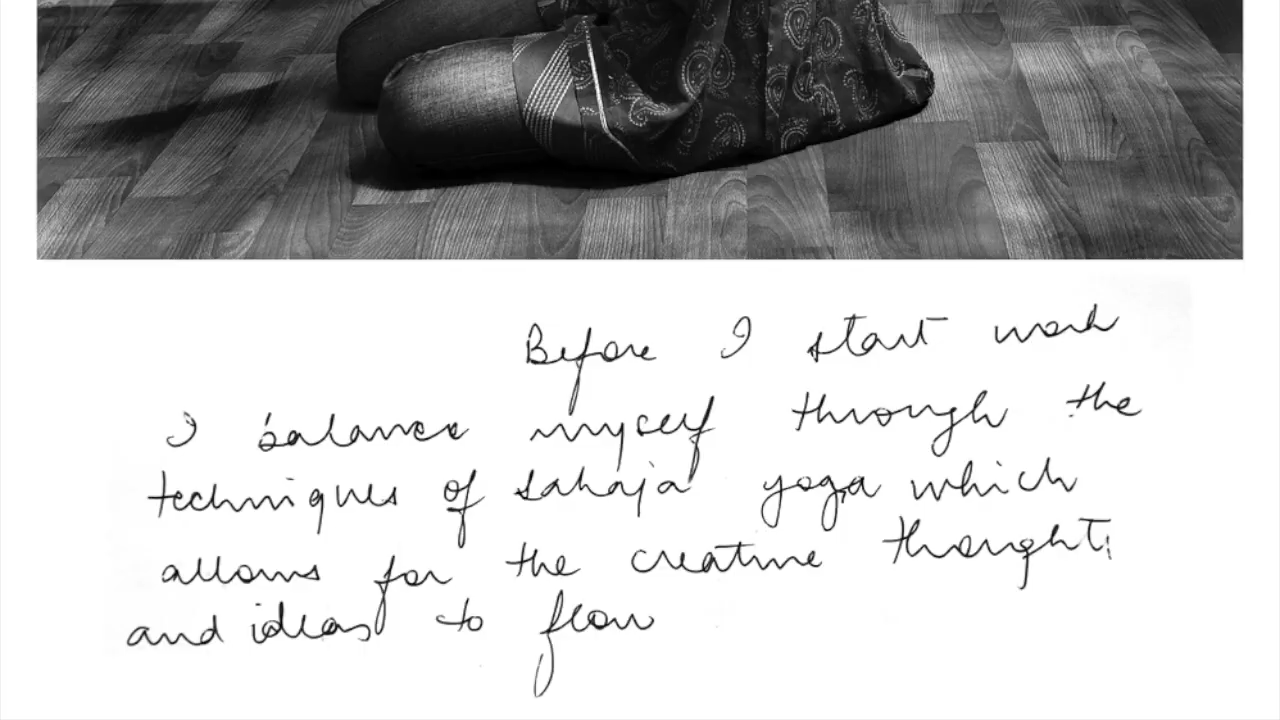 Before I start work
I balance myself through the
techniques of sahaja yoga which
allows for the creative thoughts
and ideas to flow